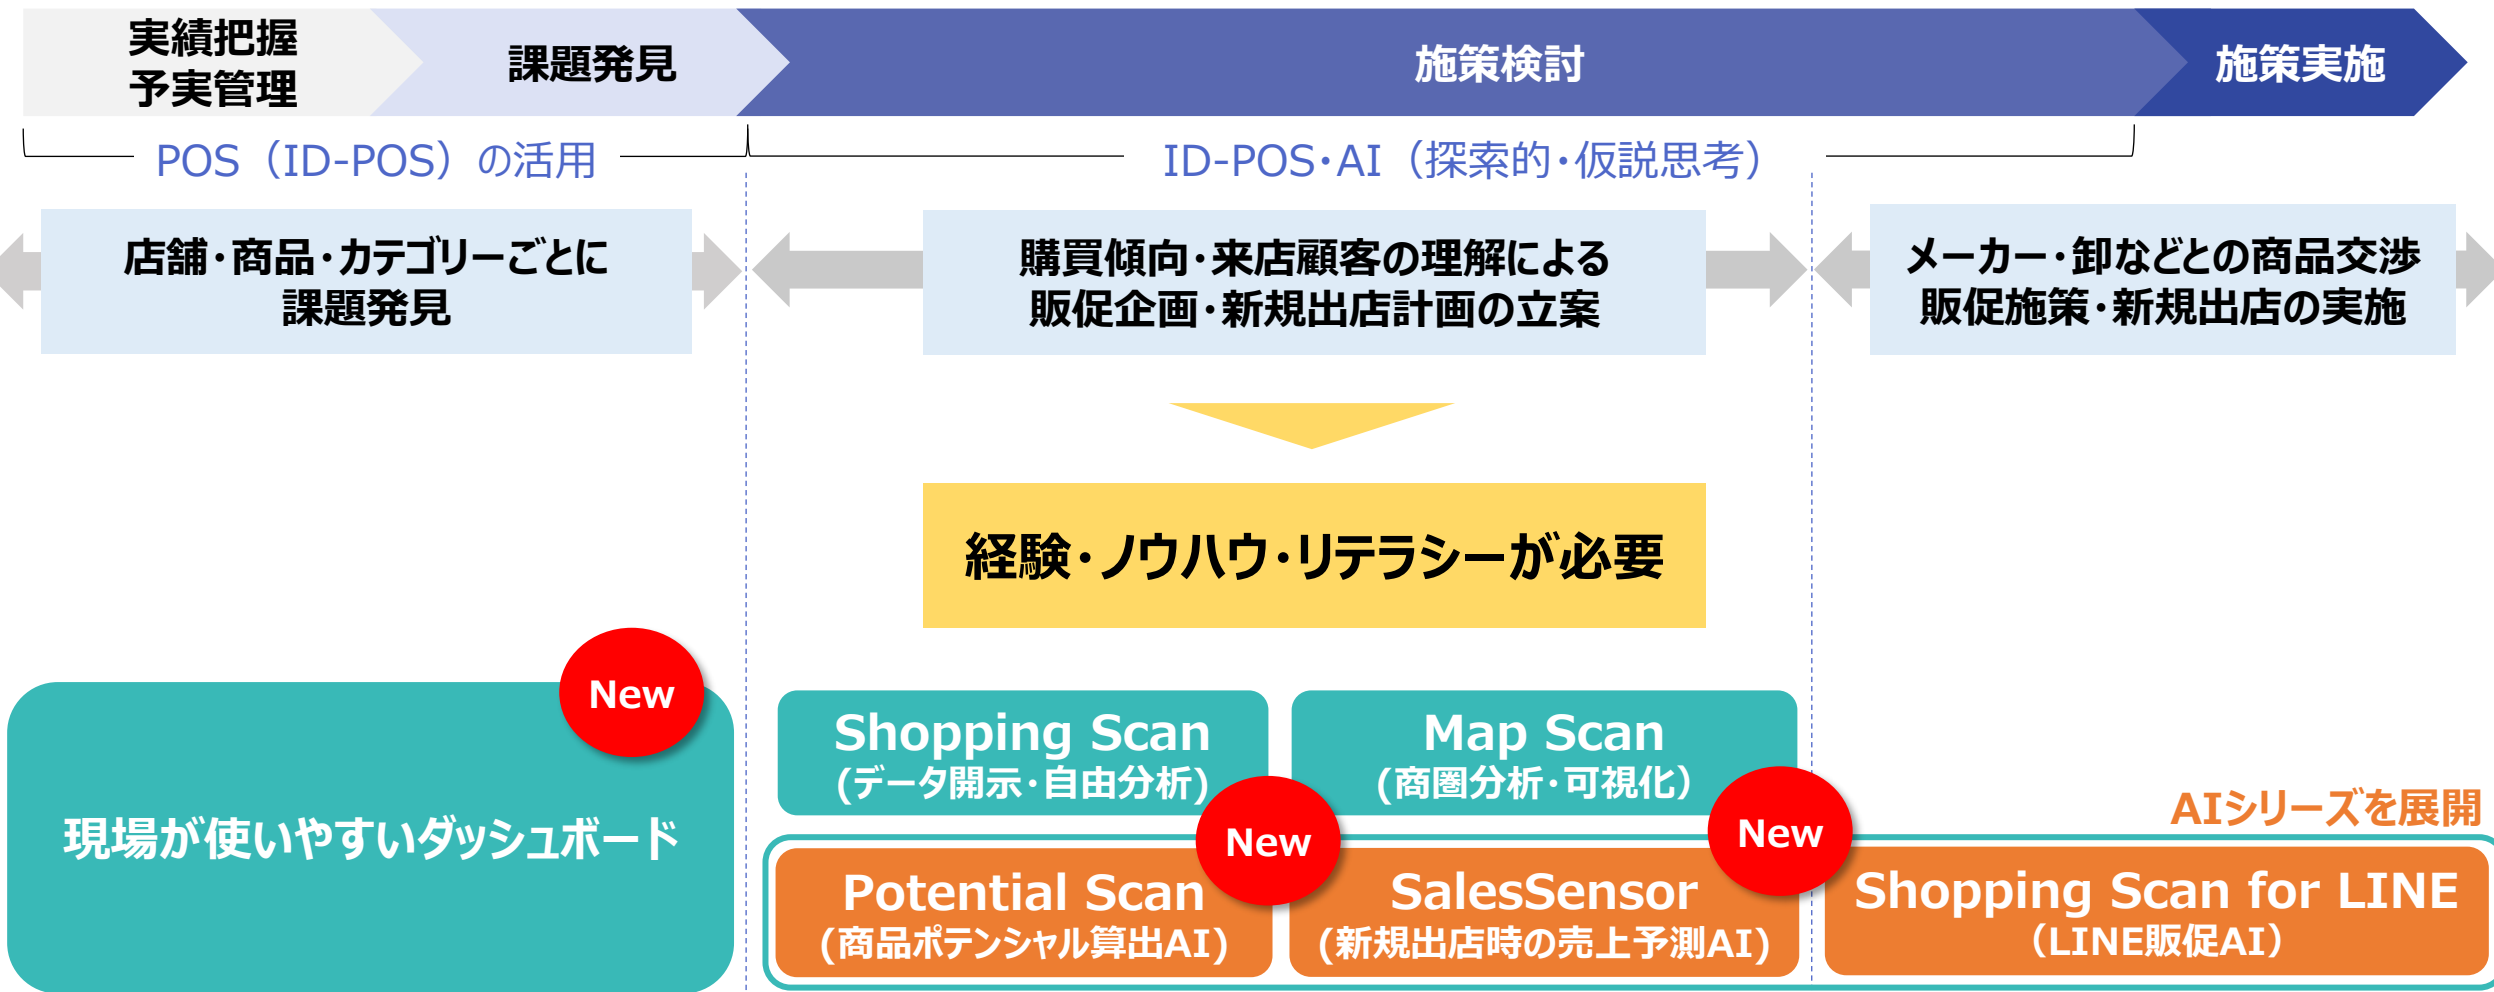 実績把握
予実管理
課題発見
施策検討
施策実施
POS（ID-POS）の活用
ID-POS・AI（探索的・仮説思考）
店舗・商品・カテゴリーごとに
課題発見
購買傾向・来店顧客の理解による
販促企画・新規出店計画の立案
メーカー・卸などとの商品交渉
販促施策・新規出店の実施
経験・ノウハウ・リテラシーが必要
New
現場が使いやすいダッシュボード
Shopping Scan
(データ開示・自由分析)
Map Scan
(商圏分析・可視化)
AIシリーズを展開
New
Potential Scan
(商品ポテンシャル算出AI)
New
SalesSensor
(新規出店時の売上予測AI)
Shopping Scan for LINE
(LINE販促AI)